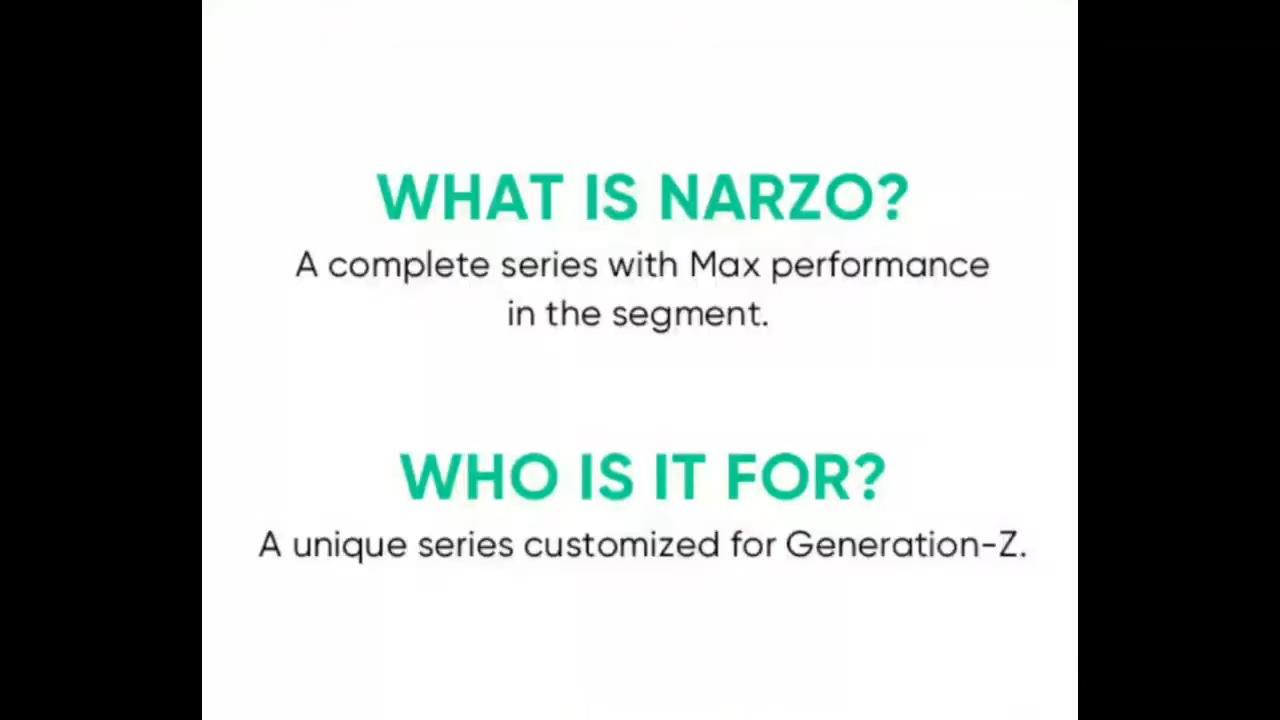 WHAT IS NARZO?
A complete series with Max performance
in the segment.
WHO IS IT FOR?
A unique series customized for Generation-Z.